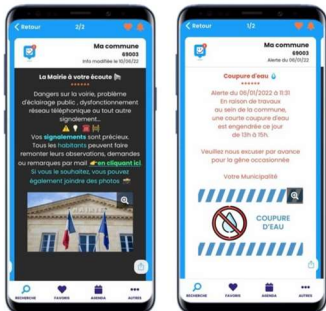 Retour 2/2
Ma commune
69003
Info modifiée le 10/06/22
La Mairie à votre écoute
******
Dangers sur la voirie, problème
d'éclairage public , dysfonctionnement
réseau téléphonique ou tout autre
signalement...
Vos signalements sont précieux.
Tous les habitants peuvent faire
remonter leurs observations, demandes
ou remarques par mail en cliquant ici.
Si vous le souhaitez, vous pouvez
également joindre des photos
RECHERCHE FAVORIS AGENDA AUTRES
Retour 1/2
Ma commune
69003
Alerte du 06/01/22
Coupure d'eau
******
Alerte du 06/01/2022 à 11:31
En raison de travaux
au sein de la commune,
une courte coupure d'eau
est engendrée ce jour
de 13h à 15h.
Veuillez nous excuser par avance
pour la gêne occasionnée
Votre Municipalité
COUPURE
D'EAU
RECHERCHE FAVORIS AGENDA AUTRES